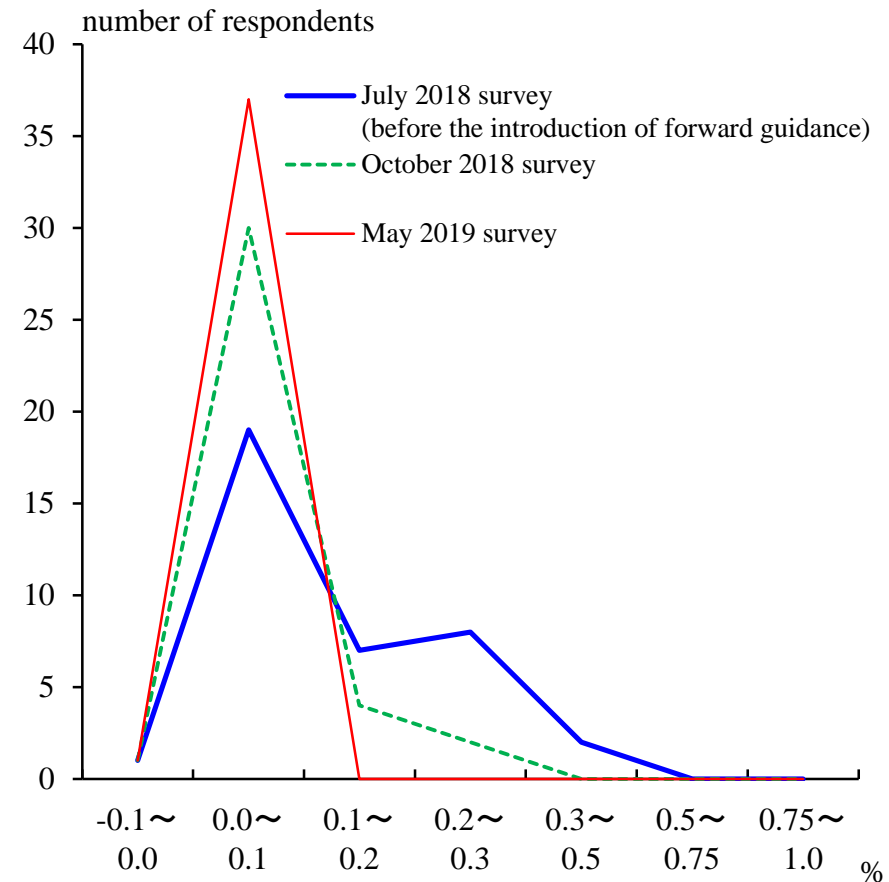 number of respondents
40
35
30
25
20
15
10
5
0
July 2018 survey
(before the introduction of forward guidance)
October 2018 survey
May 2019 survey
-0.1～ 0.0～ 0.1～ 0.2～ 0.3～ 0.5～ 0.75～
0.0 0.1 0.2 0.3 0.5 0.75 1.0 %